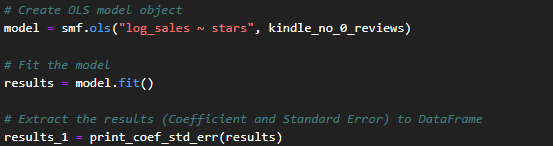 # Create OLS model object
model = smf.ols("log_sales ~ stars", kindle_no_0_reviews)
# Fit the model
results = model.fit()
# Extract the results (Coefficient and Standard Error) to DataFrame
results_1 = print_coef_std_err(results)